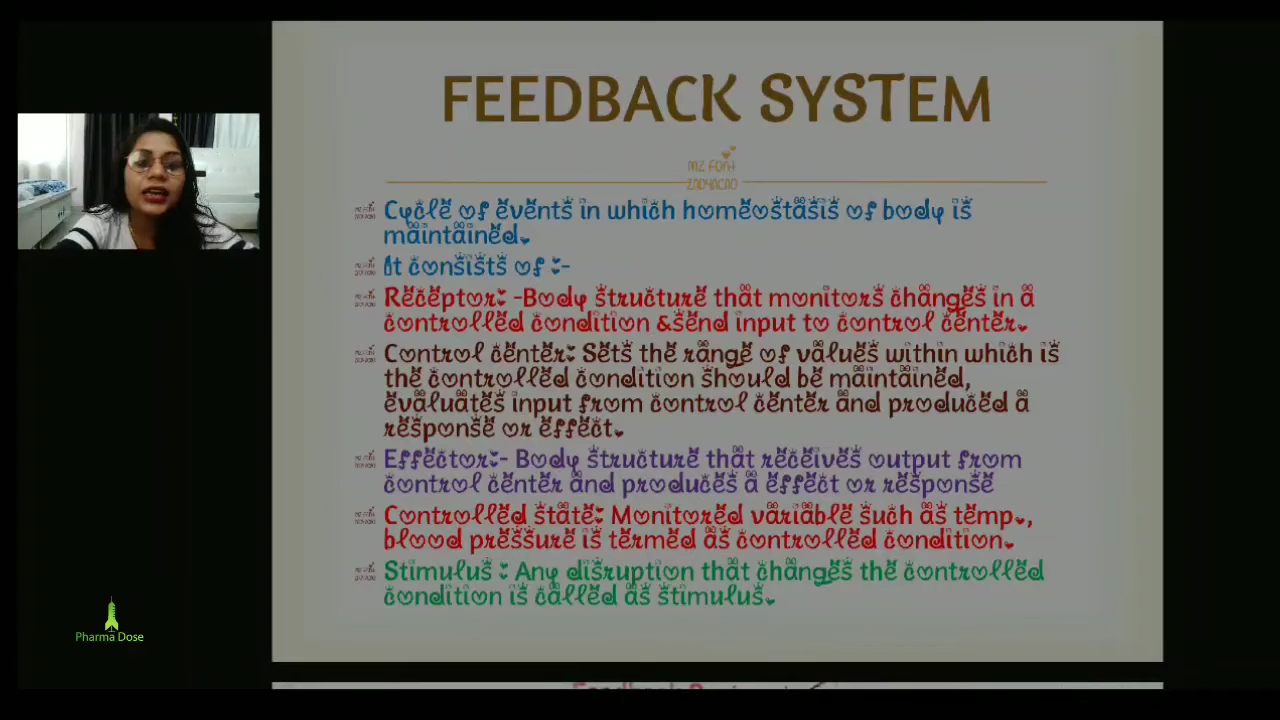 FEEDBACK SYSTEM
MZ FONT
ZADYACAO
Cycle of events in which homeostasis of body is
maintained.
It consists of :-
Receptor: -Body structure that monitors changes in a
controlled condition &send input to control center.
Control center: Sets the range of values within which is
the controlled condition should be maintained,
evaluates input from control center and produced a
response or effect.
Effector:- Body structure that receives output from
control center and produces a effect or response
Controlled state: Monitored variable such as temp.,
blood pressure is termed as controlled condition.
Stimulus : Any disruption that changes the controlled
condition is called as stimulus.
Pharma Dose